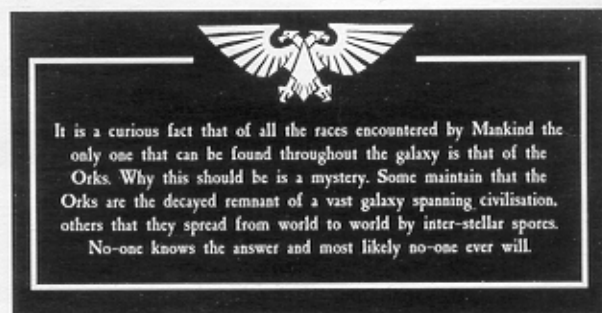 It is a curious fact that of all the races encountered by Mankind the
only one that can be found throughout the galaxy is that of the
Orks. Why this should be is a mystery. Some maintain that the
Orks are the decayed remnant of a vast galaxy spanning civilisation,
others that they spread from world to world by inter-stellar spores.
No-one knows the answer and most likely no-one ever will.